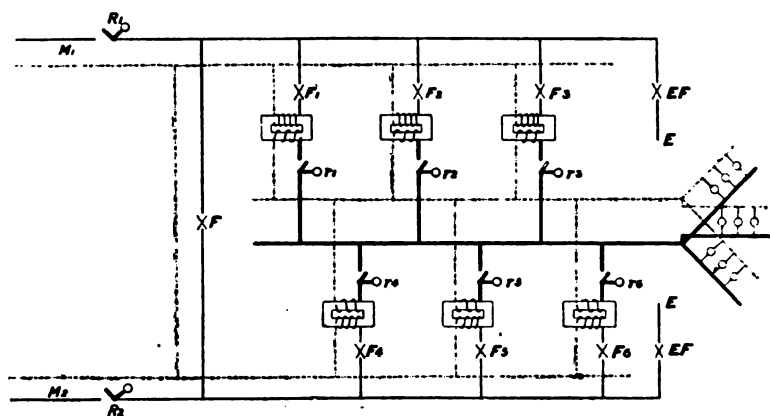 R1
M1
F1 F2 F3 EF
E
r1 r2 r3
F
r4 r5 r6
E
F4 F5 F6 EF
M2
R2